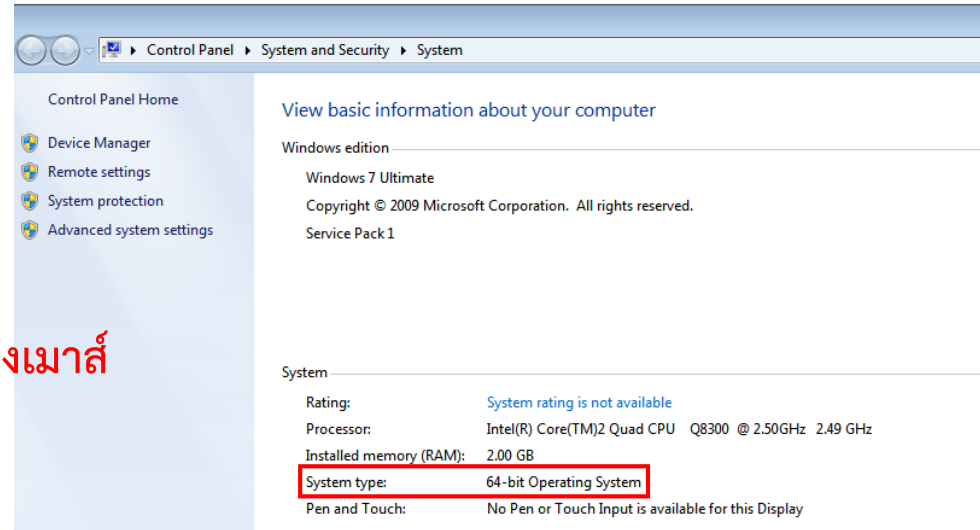 Control Panel ▸ System and Security ▸ System
Control Panel Home
Device Manager
Remote settings
System protection
Advanced system settings
งเมาส์
View basic information about your computer
Windows edition
Windows 7 Ultimate
Copyright © 2009 Microsoft Corporation. All rights reserved.
Service Pack 1
System
Rating: System rating is not available
Processor: Intel(R) Core(TM)2 Quad CPU Q8300 @ 2.50GHz 2.49 GHz
Installed memory (RAM): 2.00 GB
System type: 64-bit Operating System
Pen and Touch: No Pen or Touch Input is available for this Display